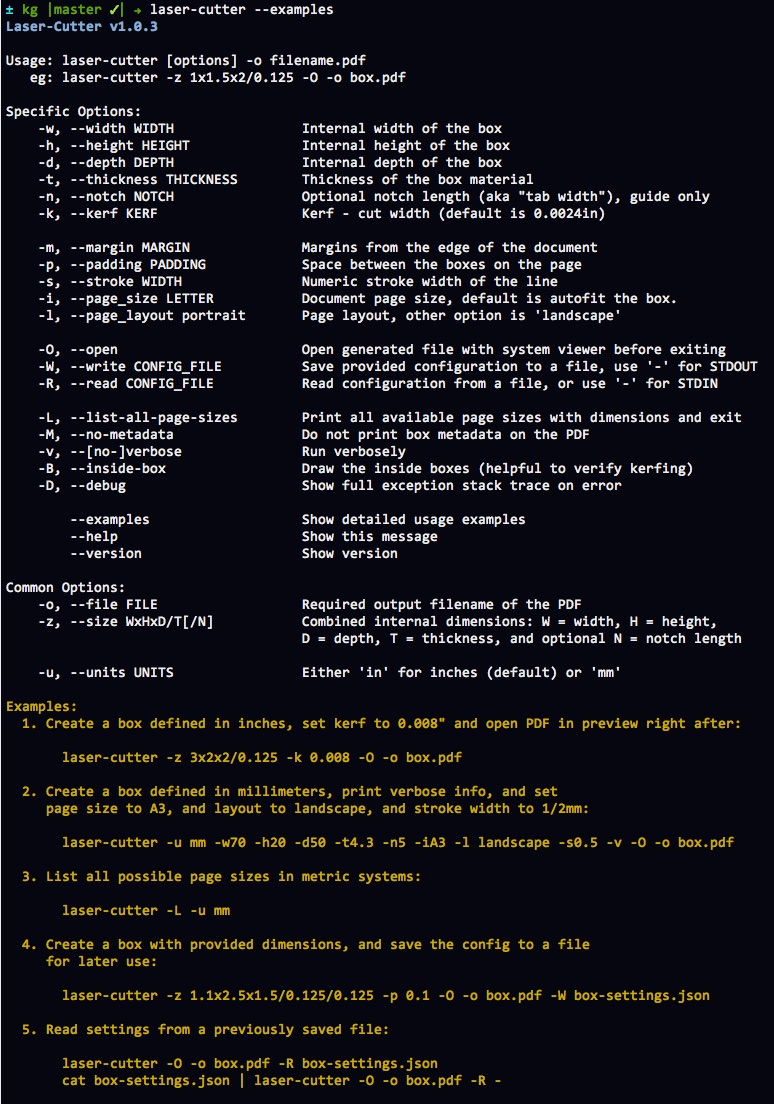 ± kg |master ✓| → laser-cutter --examples
Laser-Cutter v1.0.3
Usage: laser-cutter [options] -o filename.pdf
eg: laser-cutter -z 1x1.5x2/0.125 -O -o box.pdf
Specific Options:
-w, --width WIDTH Internal width of the box
-h, --height HEIGHT Internal height of the box
-d, --depth DEPTH Internal depth of the box
-t, --thickness THICKNESS Thickness of the box material
-n, --notch NOTCH Optional notch length (aka "tab width"), guide only
-k, --kerf KERF Kerf - cut width (default is 0.0024in)
-m, --margin MARGIN Margins from the edge of the document
-p, --padding PADDING Space between the boxes on the page
-s, --stroke WIDTH Numeric stroke width of the line
-i, --page_size LETTER Document page size, default is autofit the box.
-l, --page_layout portrait Page layout, other option is 'landscape'
-O, --open Open generated file with system viewer before exiting
-W, --write CONFIG_FILE Save provided configuration to a file, use '-' for STDOUT
-R, --read CONFIG_FILE Read configuration from a file, or use '-' for STDIN
-L, --list-all-page-sizes Print all available page sizes with dimensions and exit
-M, --no-metadata Do not print box metadata on the PDF
-v, --[no-]verbose Run verbosely
-B, --inside-box Draw the inside boxes (helpful to verify kerfing)
-D, --debug Show full exception stack trace on error
--examples Show detailed usage examples
--help Show this message
--version Show version
Common Options:
-o, --file FILE Required output filename of the PDF
-z, --size WxHxD/T[/N] Combined internal dimensions: W = width, H = height,
D = depth, T = thickness, and optional N = notch length
-u, --units UNITS Either 'in' for inches (default) or 'mm'
Examples:
1. Create a box defined in inches, set kerf to 0.008" and open PDF in preview right after:
laser-cutter -z 3x2x2/0.125 -k 0.008 -O -o box.pdf
2. Create a box defined in millimeters, print verbose info, and set
page size to A3, and layout to landscape, and stroke width to 1/2mm:
laser-cutter -u mm -w70 -h20 -d50 -t4.3 -n5 -iA3 -l landscape -s0.5 -v -O -o box.pdf
3. List all possible page sizes in metric systems:
laser-cutter -L -u mm
4. Create a box with provided dimensions, and save the config to a file
for later use:
laser-cutter -z 1.1x2.5x1.5/0.125/0.125 -p 0.1 -O -o box.pdf -W box-settings.json
5. Read settings from a previously saved file:
laser-cutter -O -o box.pdf -R box-settings.json
cat box-settings.json | laser-cutter -O -o box.pdf -R -